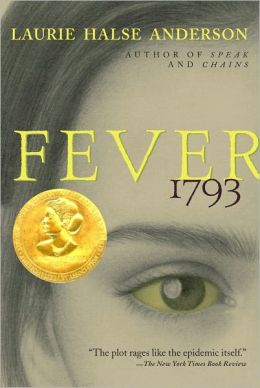 LAURIE HALSE ANDERSON
AUTHOR OF SPEAK
AND CHAINS
FEVER
1793
“The plot rages like the epidemic itself.”
—The New York Times Book Review